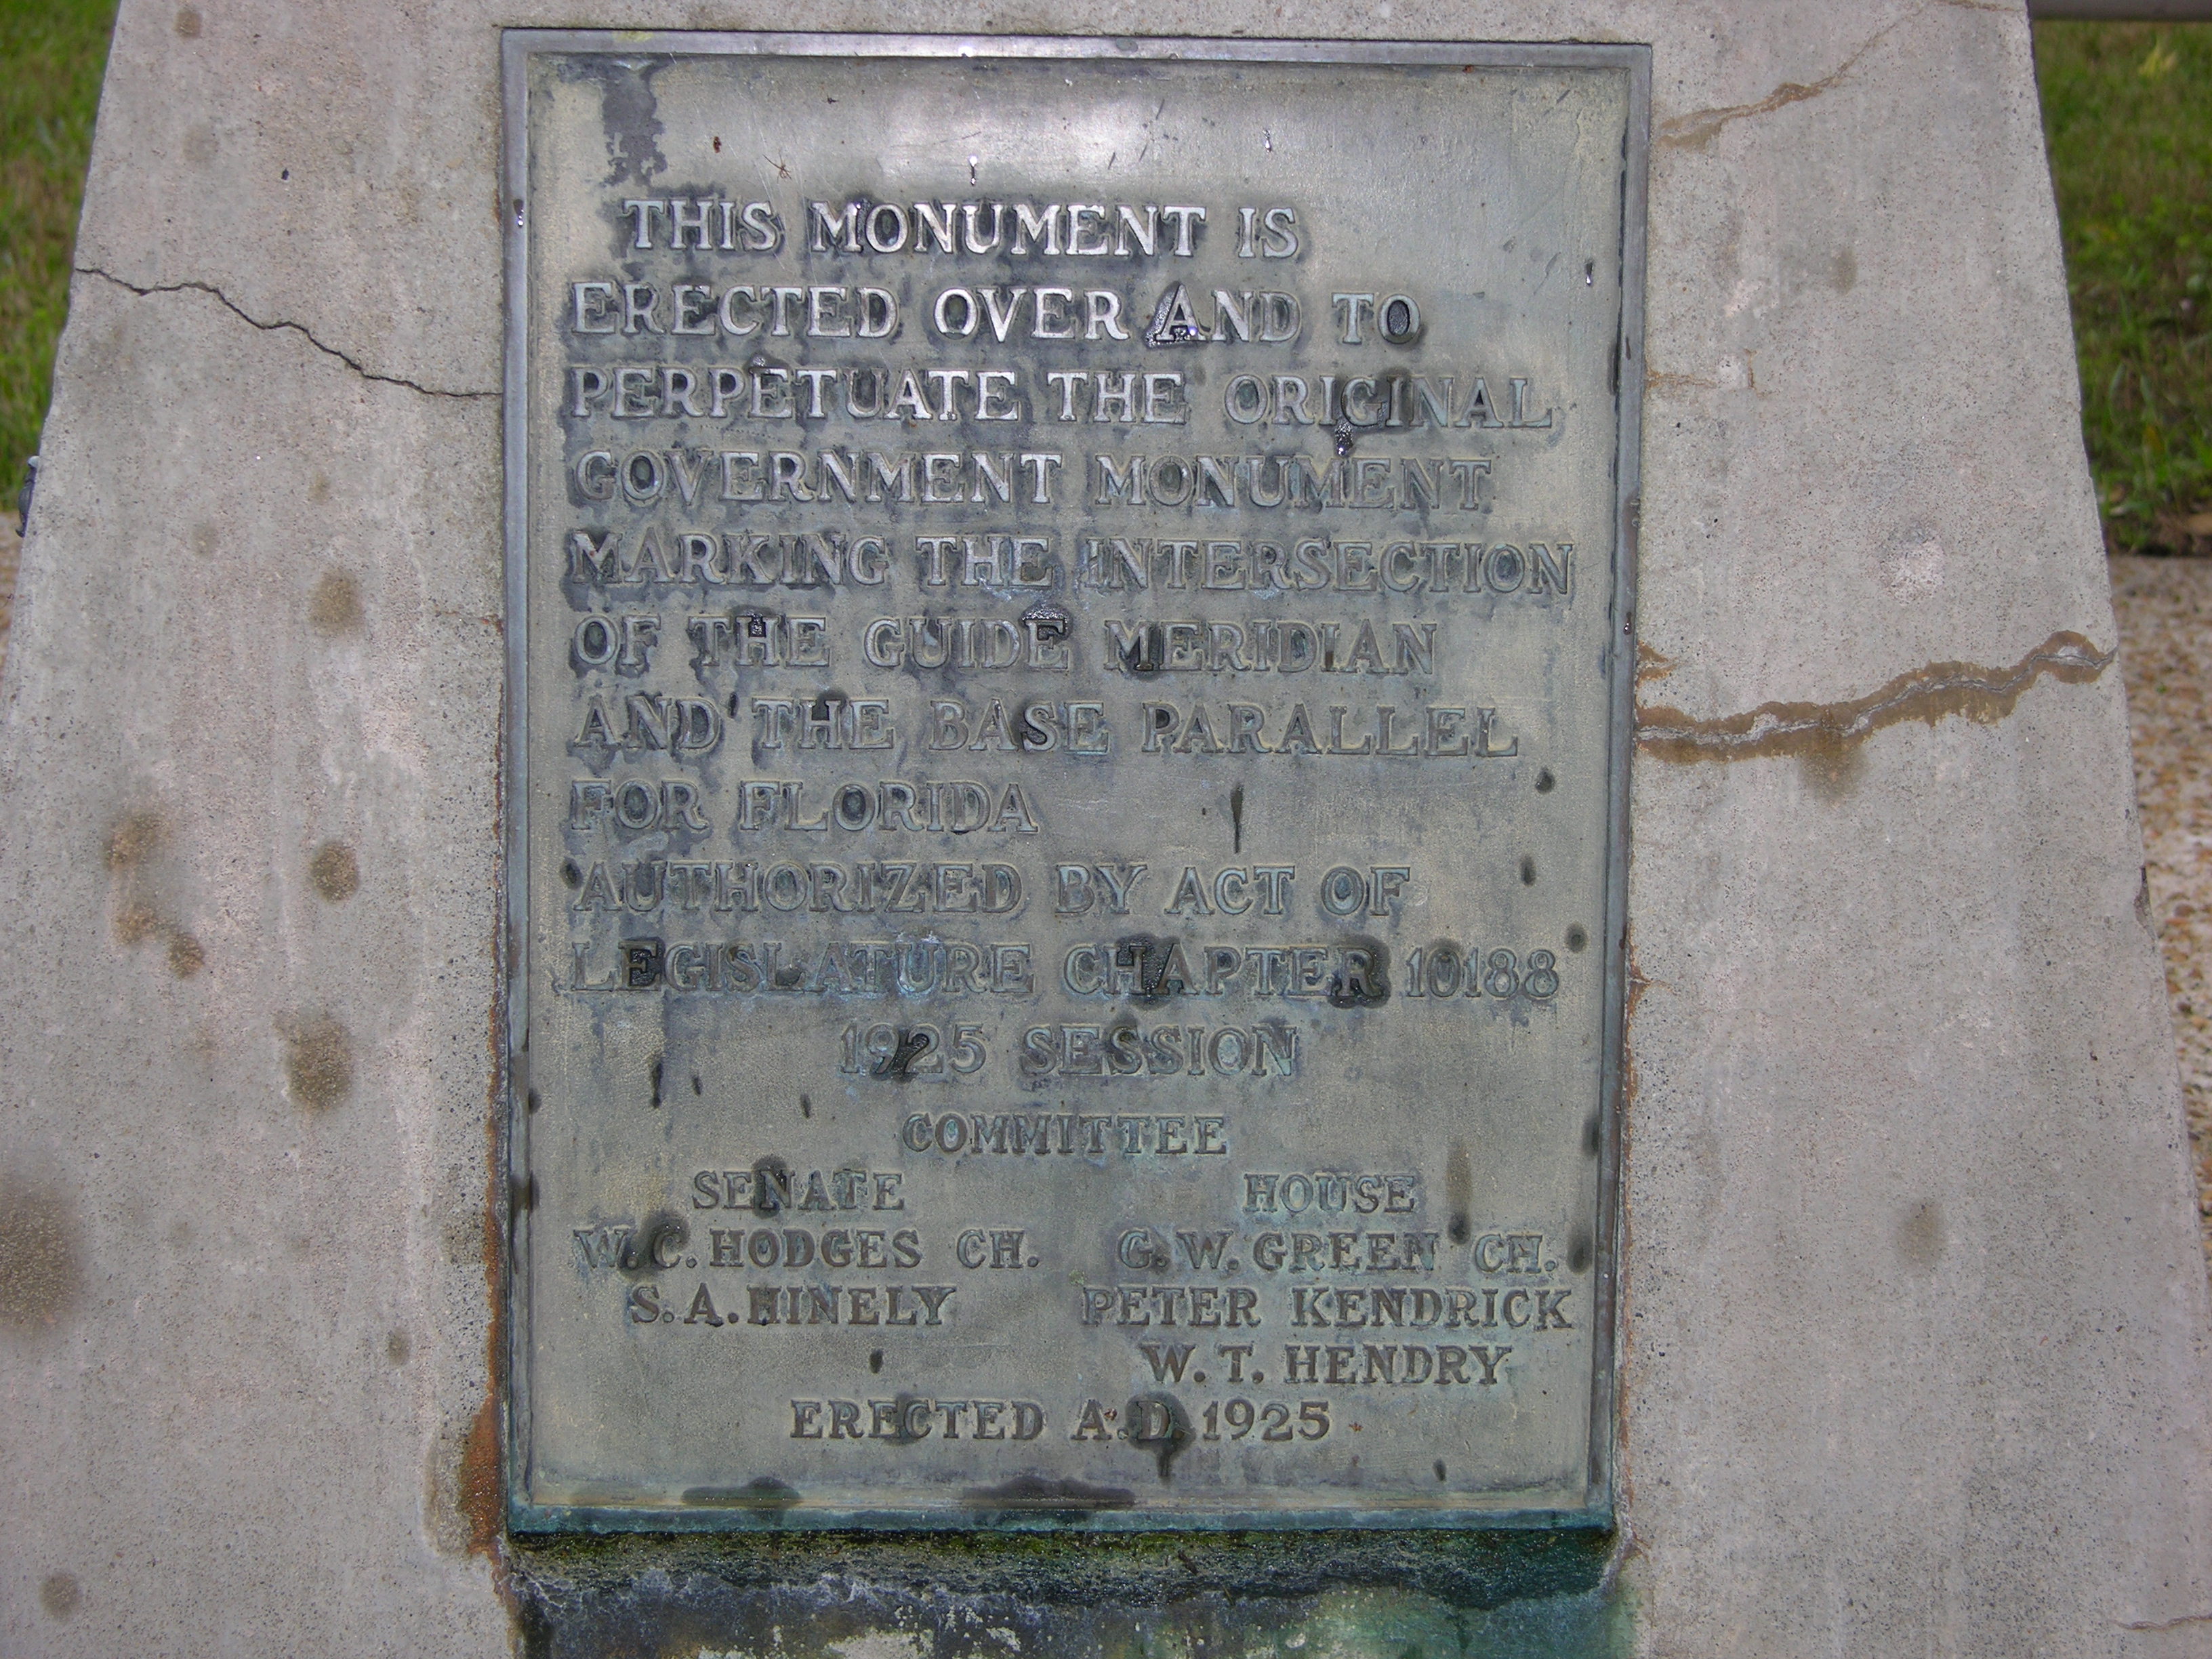 THIS MONUMENT IS
ERECTED OVER AND TO
PERPETUATE THE ORIGINAL
GOVERNMENT MONUMENT
MARKING THE INTERSECTION
OF THE GUIDE MERIDIAN
AND THE BASE PARALLEL
FOR FLORIDA
AUTHORIZED BY ACT OF
LEGISLATURE CHAPTER 10188
1925 SESSION
COMMITTEE
SENATE HOUSE
W.C. HODGES CH. G.W. GREEN CH.
S.A. HINELY PETER KENDRICK
W.T. HENDRY
ERECTED A.D. 1925